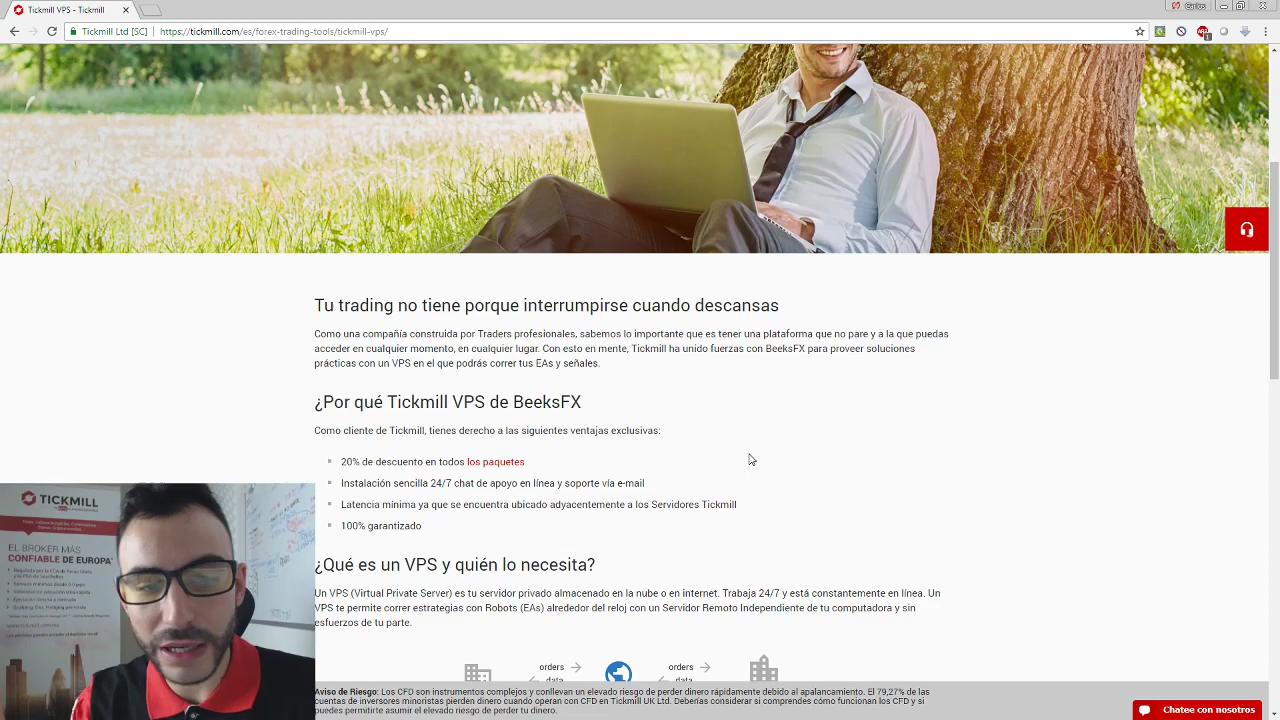 Tickmill VPS - Tickmill
Carlos
Tickmill Ltd [SC]
https://tickmill.com/es/forex-trading-tools/tickmill-vps/
ABP
1
Tu trading no tiene porque interrumpirse cuando descansas
Como una compañía construida por Traders profesionales, sabemos lo importante que es tener una plataforma que no pare y a la que puedas
acceder en cualquier momento, en cualquier lugar. Con esto en mente, Tickmill ha unido fuerzas con BeeksFX para proveer soluciones
prácticas con un VPS en el que podrás correr tus EAs y señales.
¿Por qué Tickmill VPS de BeeksFX
Como cliente de Tickmill, tienes derecho a las siguientes ventajas exclusivas:
20% de descuento en todos los paquetes
Instalación sencilla 24/7 chat de apoyo en línea y soporte vía e-mail
Latencia mínima ya que se encuentra ubicado adyacentemente a los Servidores Tickmill
100% garantizado
¿Qué es un VPS y quién lo necesita?
Un VPS (Virtual Private Server) es tu servidor privado almacenado en la nube o en internet, trabaja 24/7 y está constantemente en línea. Un
VPS te permite correr estrategias con Robots (EAs) alrededor del reloj con un Servidor Remoto independiente de tu computadora y sin
esfuerzos de tu parte.
orders
data
orders
data
Aviso de Riesgo: Los CFD son instrumentos complejos y conllevan un elevado riesgo de perder dinero rápidamente debido al apalancamiento. El 79,27% de las
cuentas de inversores minoristas pierden dinero cuando operan con CFD en Tickmill UK Ltd. Deberías considerar si comprendes cómo funcionan los CFD y si
puedes permitirte asumir el elevado riesgo de perder tu dinero.
Chatee con nosotros
TICKMILL
EL BROKER MÁS
CONFIABLE DE EUROPA*